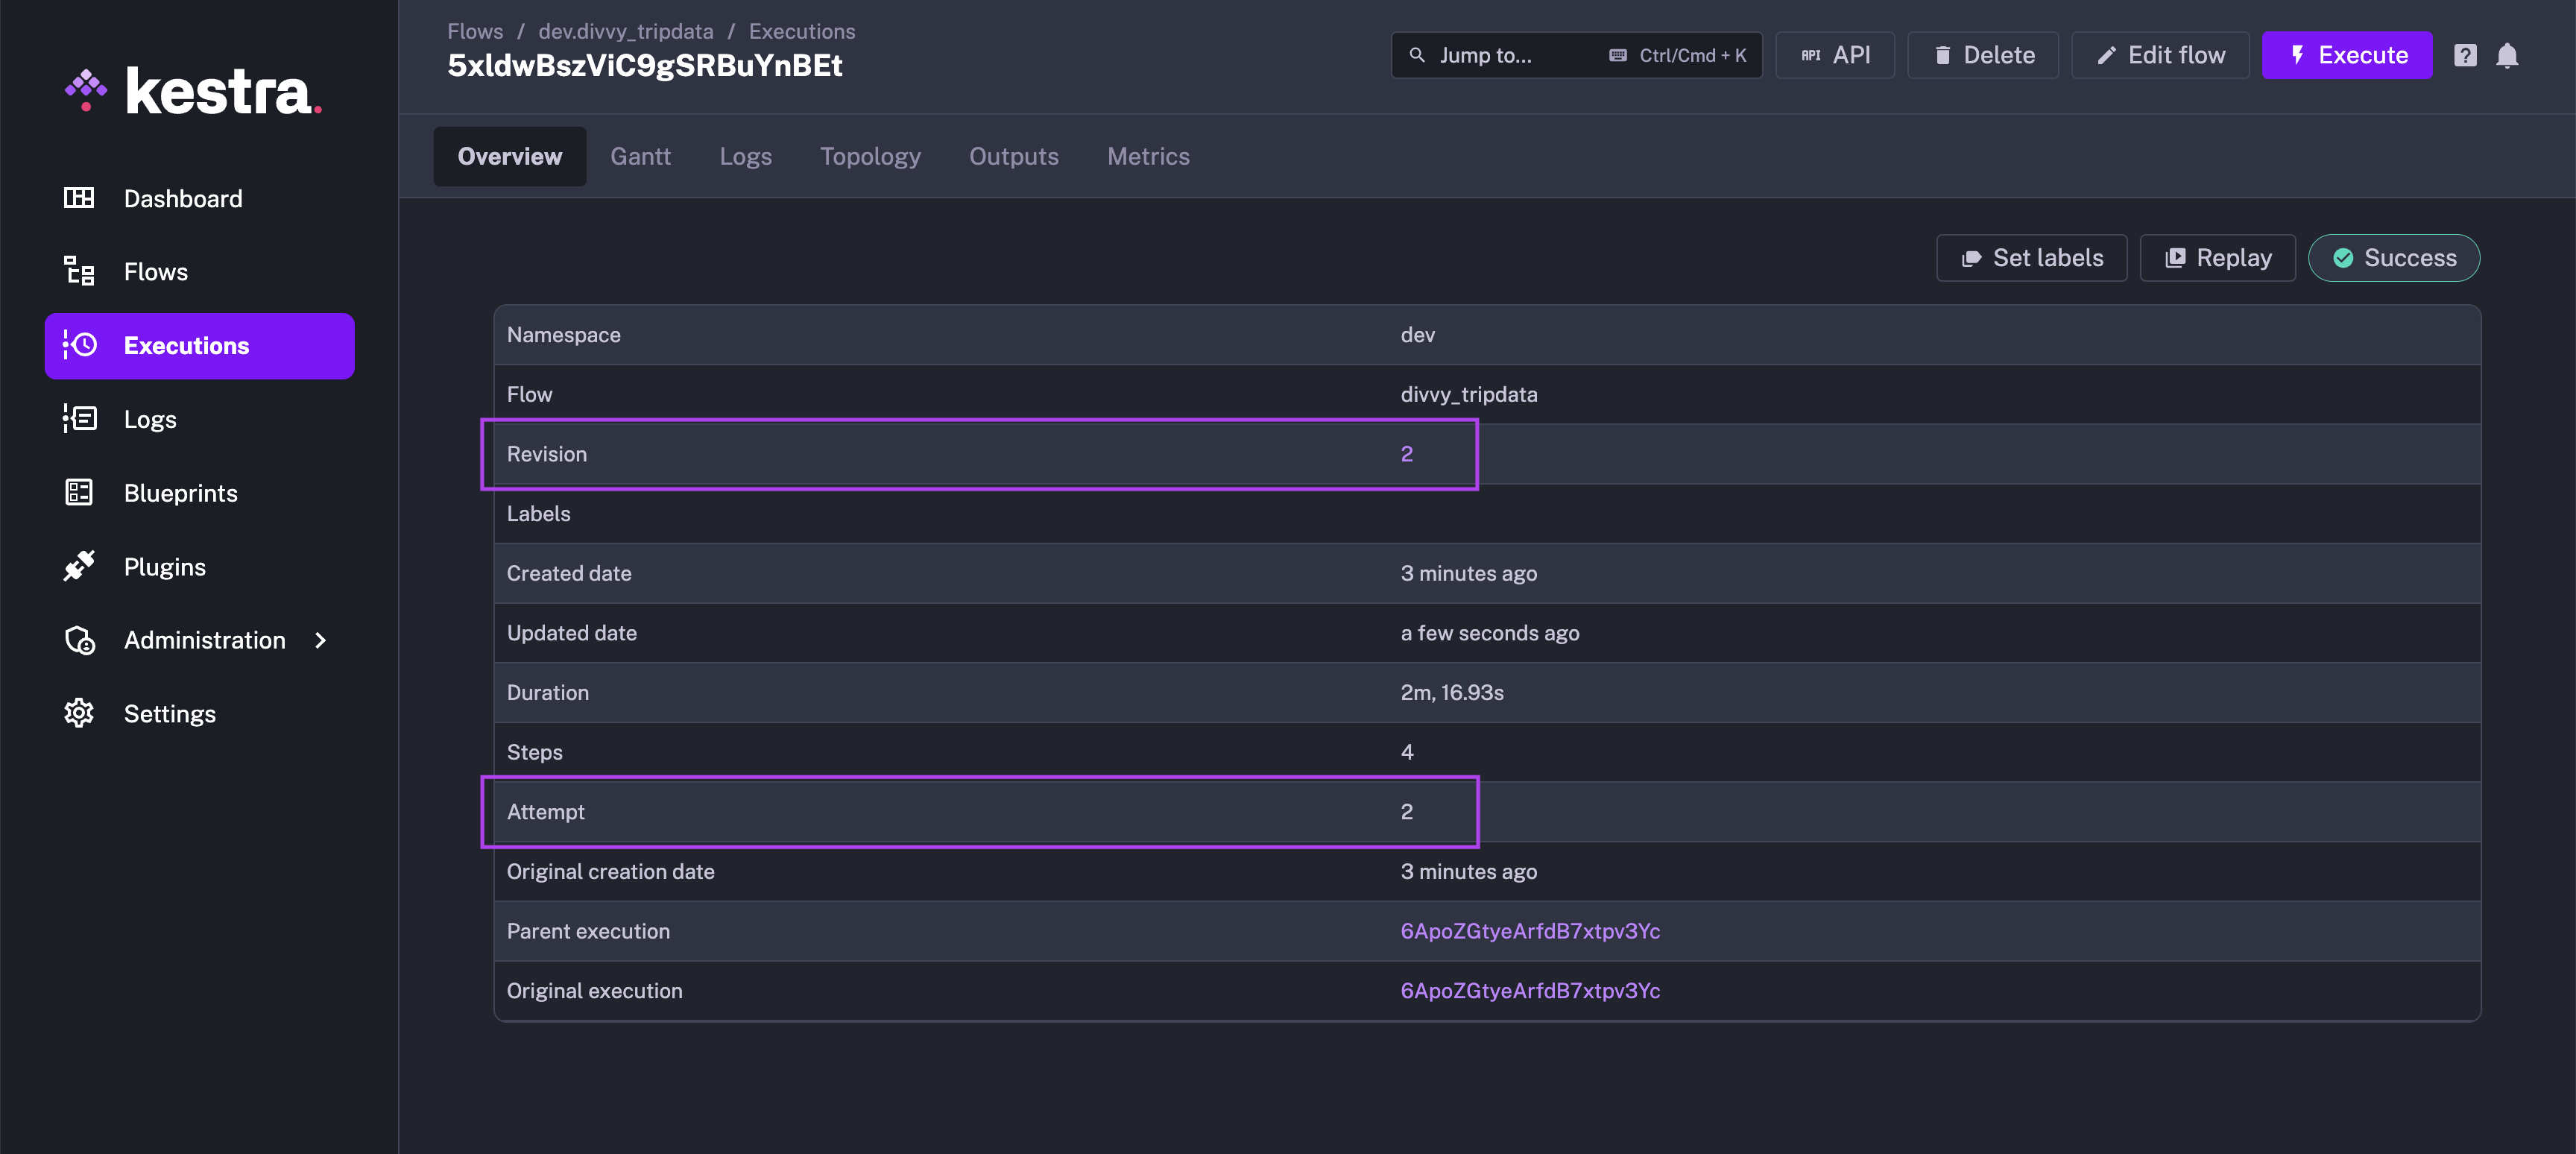 kestra.
Dashboard
Flows
Executions
Logs
Blueprints
Plugins
Administration
Settings
Flows / dev.divvy_tripdata / Executions
5xldwBszViC9gSRBuYnBEt
Jump to... Ctrl/Cmd + K
API API
Delete
Edit flow
Execute
?
Overview Gantt Logs Topology Outputs Metrics
Set labels Replay Success
Namespace dev
Flow divvy_tripdata
Revision 2
Labels
Created date 3 minutes ago
Updated date a few seconds ago
Duration 2m, 16.93s
Steps 4
Attempt 2
Original creation date 3 minutes ago
Parent execution 6ApoZGtyeArfdB7xtpv3Yc
Original execution 6ApoZGtyeArfdB7xtpv3Yc